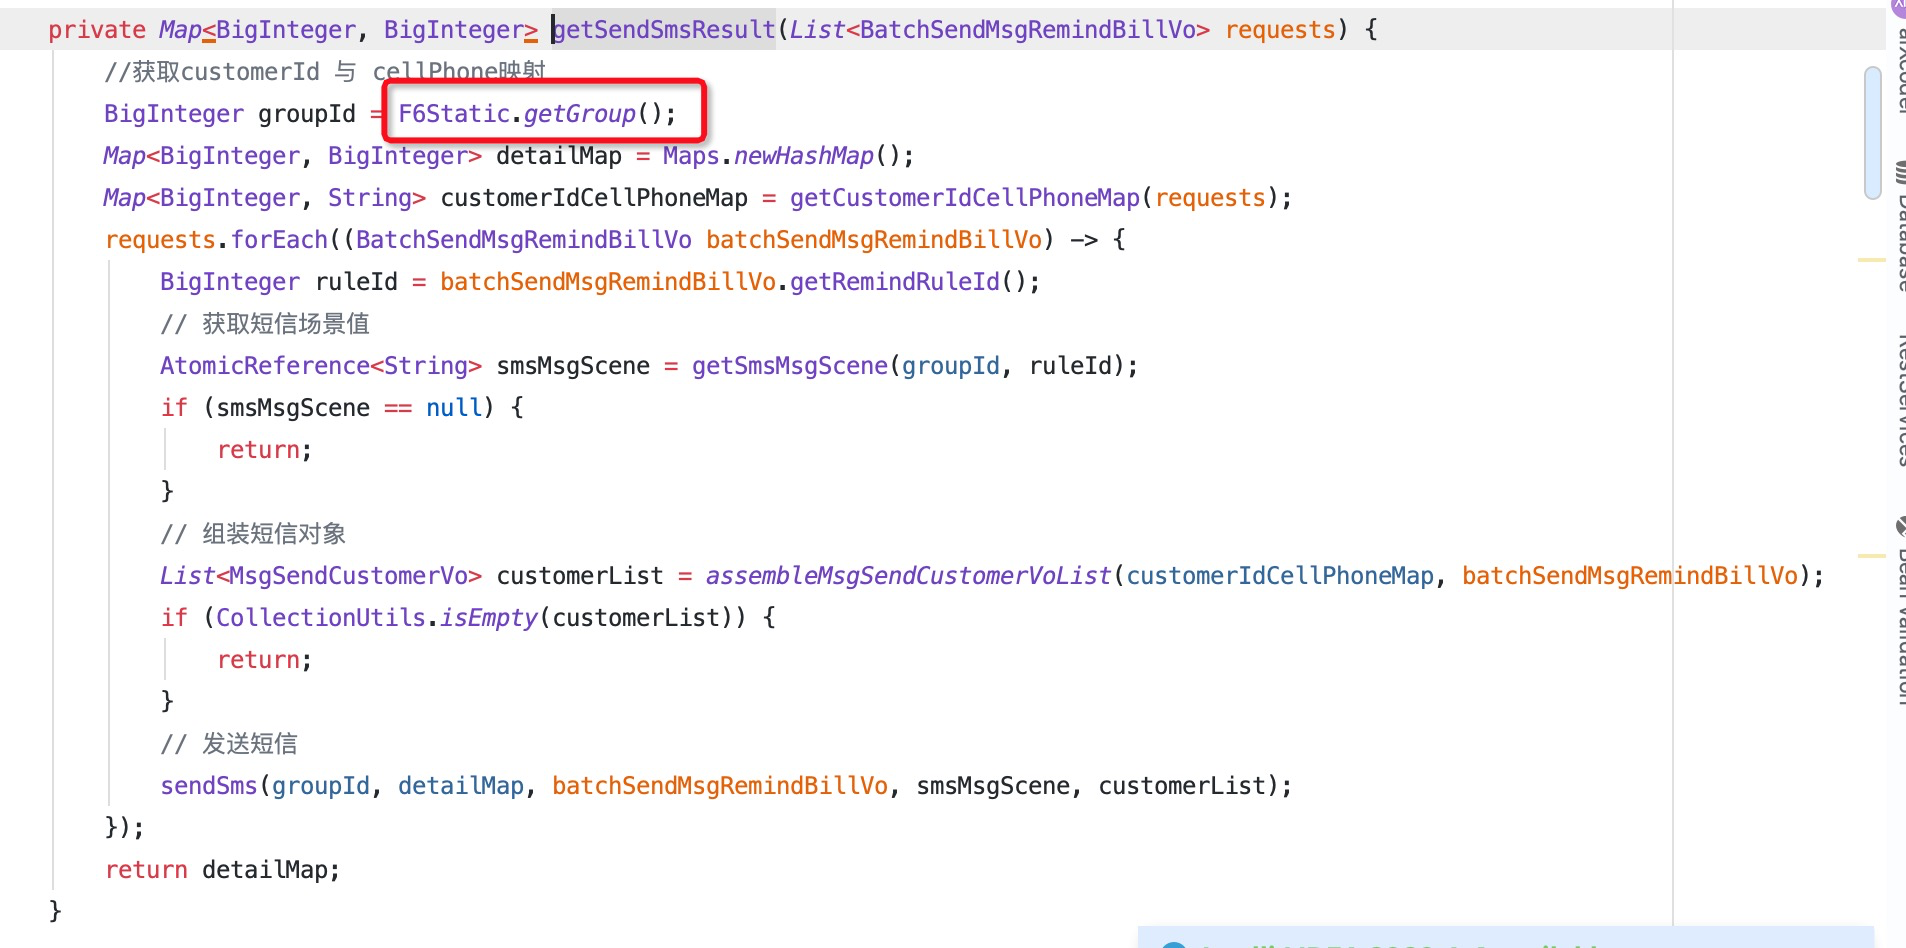 private Map<BigInteger, BigInteger> getSendSmsResult(List<BatchSendMsgRemindBillVo> requests) {
//获取customerId 与 cellPhone映射
BigInteger groupId = F6Static.getGroup();
Map<BigInteger, BigInteger> detailMap = Maps.newHashMap();
Map<BigInteger, String> customerIdCellPhoneMap = getCustomerIdCellPhoneMap(requests);
requests.forEach((BatchSendMsgRemindBillVo batchSendMsgRemindBillVo) -> {
BigInteger ruleId = batchSendMsgRemindBillVo.getRemindRuleId();
// 获取短信场景值
AtomicReference<String> smsMsgScene = getSmsMsgScene(groupId, ruleId);
if (smsMsgScene == null) {
return;
}
// 组装短信对象
List<MsgSendCustomerVo> customerList = assembleMsgSendCustomerVoList(customerIdCellPhoneMap, batchSendMsgRemindBillVo);
if (CollectionUtils.isEmpty(customerList)) {
return;
}
// 发送短信
sendSms(groupId, detailMap, batchSendMsgRemindBillVo, smsMsgScene, customerList);
});
return detailMap;
}
aiXcoder
Database
RestServices
Bean Validation